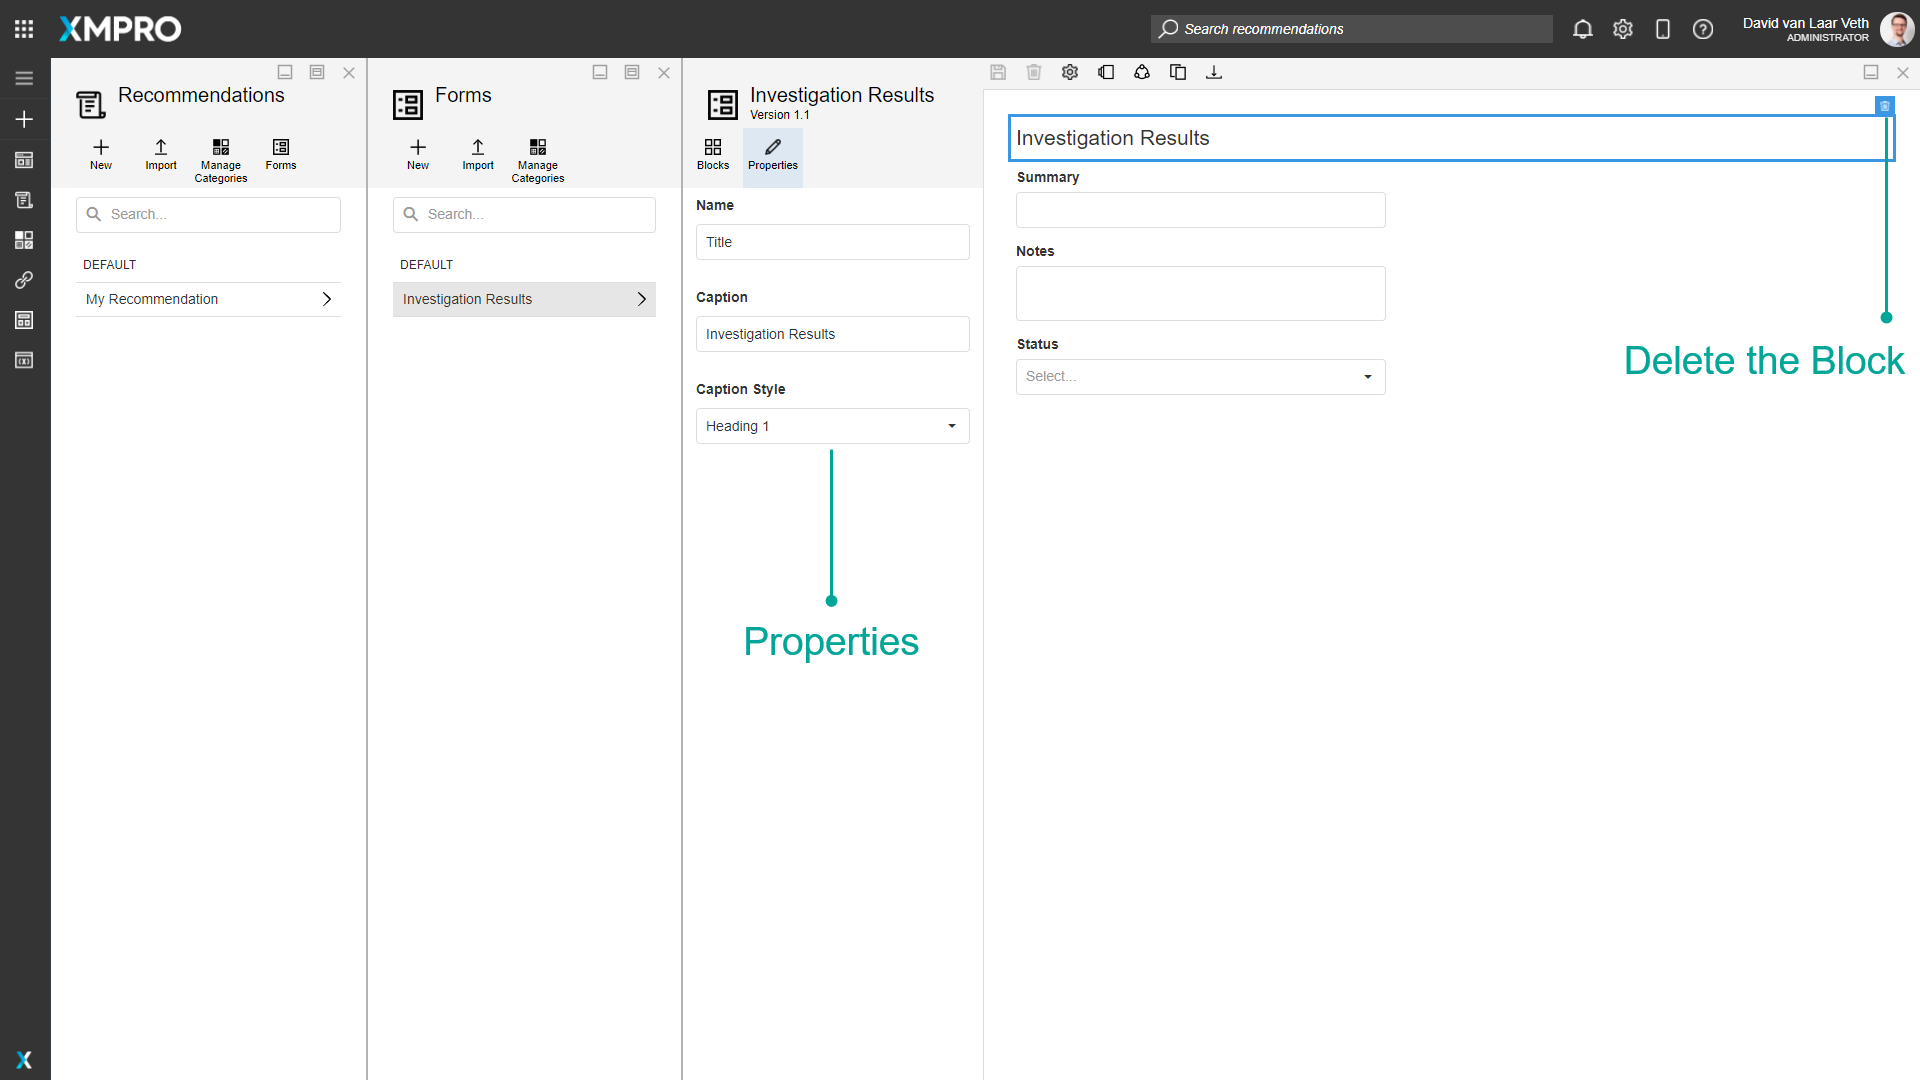 XMPRO
Search recommendations
David van Laar Veth
ADMINISTRATOR
Recommendations
New
Import
Manage
Categories
Forms
Search...
DEFAULT
My Recommendation
Forms
New
Import
Manage
Categories
Search...
DEFAULT
Investigation Results
Investigation Results
Version 1.1
Blocks
Properties
Name
Title
Caption
Investigation Results
Caption Style
Heading 1
Properties
Investigation Results
Summary
Notes
Status
Select...
Delete the Block